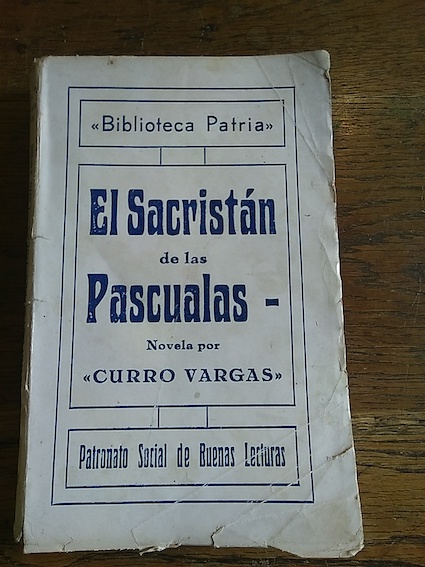 «Biblioteca Patria»
El Sacristán
de las
Pascualas -
Novela por
«CURRO VARGAS»
Patronato Social de Buenas Lecturas